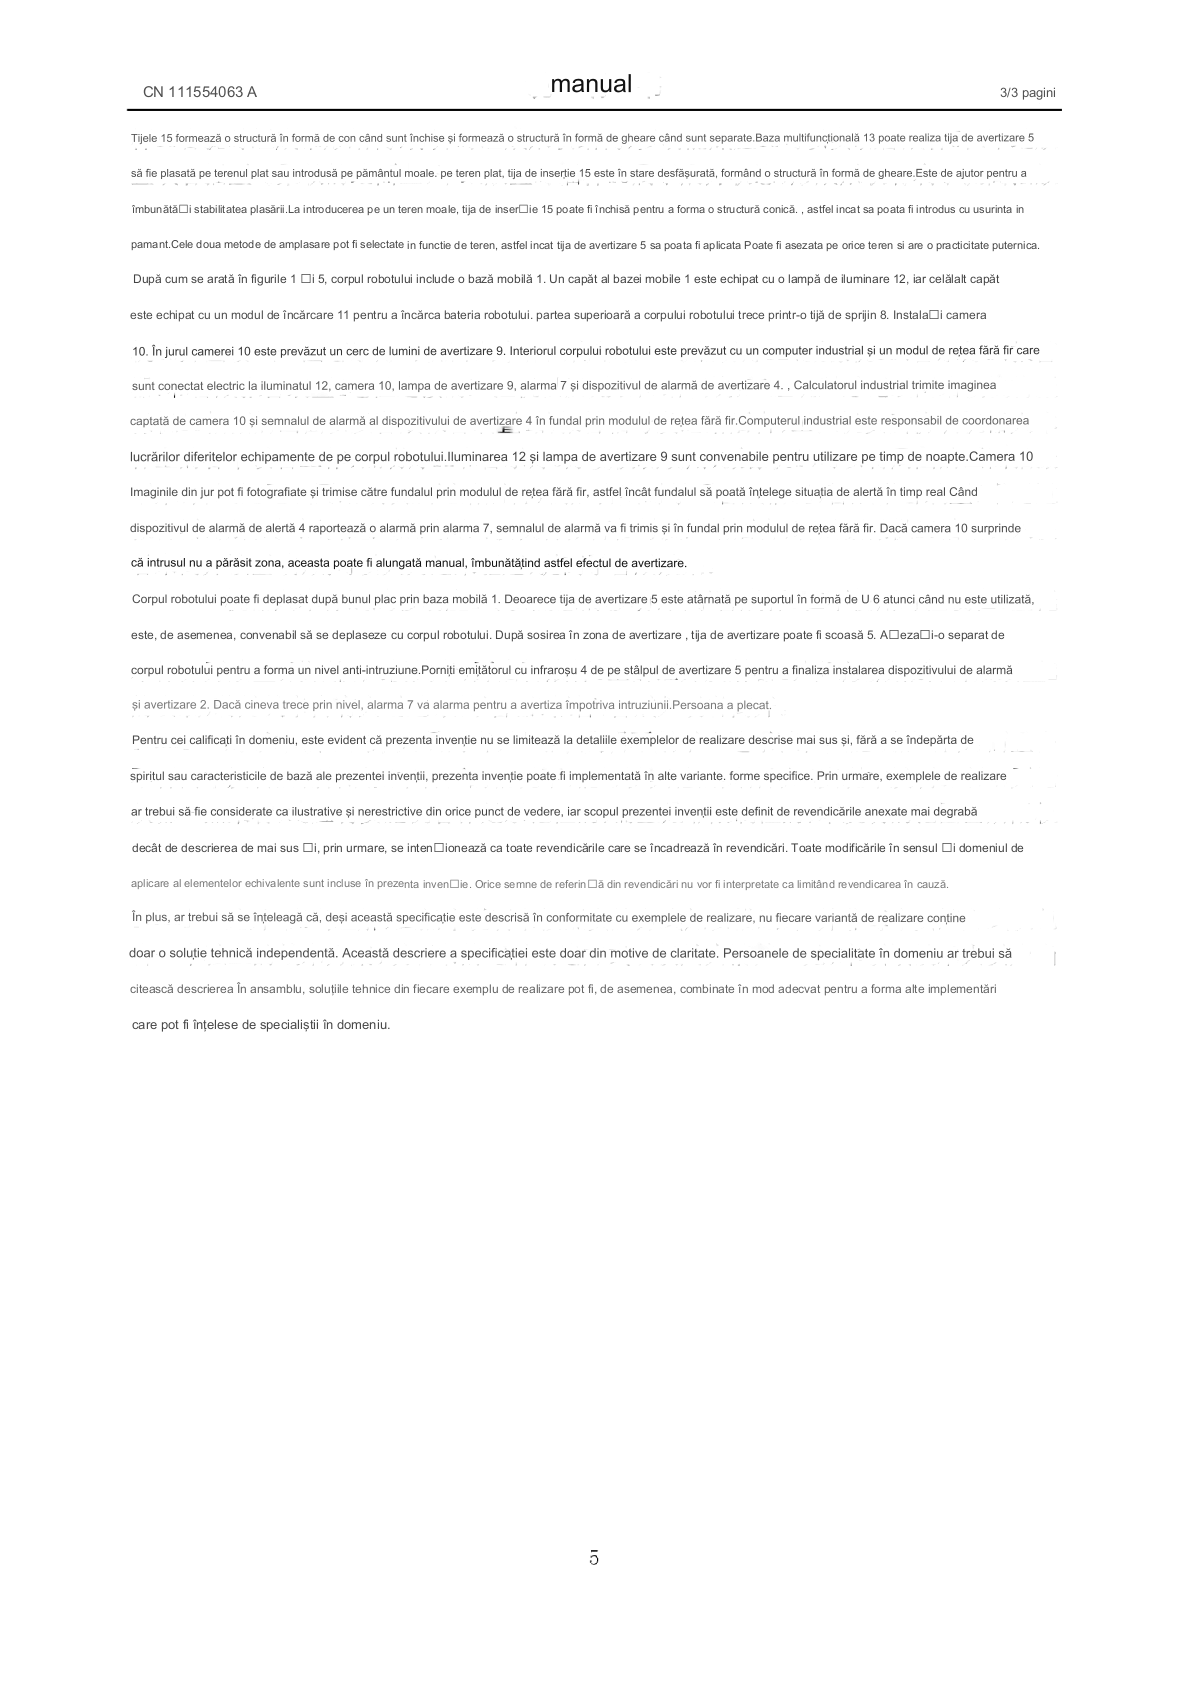 CN 111554063 A
manual
3/3 pagini
Tijele 15 formează o structură în formă de con când sunt închise și formează o structură în formă de gheare când sunt separate.Baza multifuncțională 13 poate realiza tija de avertizare 5
să fie plasată pe terenul plat sau introdusă pe pământul moale. pe teren plat, tija de inserție 15 este în stare desfășurată, formând o structură în formă de gheare.Este de ajutor pentru a
îmbunătă□i stabilitatea plasării.La introducerea pe un teren moale, tija de inser□ie 15 poate fi închisă pentru a forma o structură conică. , astfel incat sa poata fi introdus cu usurinta in
pamant.Cele doua metode de amplasare pot fi selectate in functie de teren, astfel incat tija de avertizare 5 sa poata fi aplicata Poate fi asezata pe orice teren si are o practicitate puternica.
După cum se arată în figurile 1 □i 5, corpul robotului include o bază mobilă 1. Un capăt al bazei mobile 1 este echipat cu o lampă de iluminare 12, iar celălalt capăt
este echipat cu un modul de încărcare 11 pentru a încărca bateria robotului. partea superioară a corpului robotului trece printr-o tijă de sprijin 8. Instala□i camera
10. În jurul camerei 10 este prevăzut un cerc de lumini de avertizare 9. Interiorul corpului robotului este prevăzut cu un computer industrial și un modul de rețea fără fir care
sunt conectat electric la iluminatul 12, camera 10, lampa de avertizare 9, alarma 7 și dispozitivul de alarmă de avertizare 4. , Calculatorul industrial trimite imaginea
captată de camera 10 și semnalul de alarmă al dispozitivului de avertizare 4 în fundal prin modulul de rețea fără fir.Computerul industrial este responsabil de coordonarea
lucrărilor diferitelor echipamente de pe corpul robotului.Iluminarea 12 și lampa de avertizare 9 sunt convenabile pentru utilizare pe timp de noapte.Camera 10
Imaginile din jur pot fi fotografiate și trimise către fundalul prin modulul de rețea fără fir, astfel încât fundalul să poată înțelege situația de alertă în timp real Când
dispozitivul de alarmă de alertă 4 raportează o alarmă prin alarma 7, semnalul de alarmă va fi trimis și în fundal prin modulul de rețea fără fir. Dacă camera 10 surprinde
că intrusul nu a părăsit zona, aceasta poate fi alungată manual, îmbunătățind astfel efectul de avertizare.
Corpul robotului poate fi deplasat după bunul plac prin baza mobilă 1. Deoarece tija de avertizare 5 este atârnată pe suportul în formă de U 6 atunci când nu este utilizată,
este, de asemenea, convenabil să se deplaseze cu corpul robotului. După sosirea în zona de avertizare , tija de avertizare poate fi scoasă 5. A□eza□i-o separat de
corpul robotului pentru a forma un nivel anti-intruziune.Porniți emițătorul cu infraroșu 4 de pe stâlpul de avertizare 5 pentru a finaliza instalarea dispozitivului de alarmă
și avertizare 2. Dacă cineva trece prin nivel, alarma 7 va alarma pentru a avertiza împotriva intruziunii.Persoana a plecat.
Pentru cei calificați în domeniu, este evident că prezenta invenție nu se limitează la detaliile exemplelor de realizare descrise mai sus și, fără a se îndepărta de
spiritul sau caracteristicile de bază ale prezentei invenții, prezenta invenție poate fi implementată în alte variante. forme specifice. Prin urmare, exemplele de realizare
ar trebui să fie considerate ca ilustrative și nerestrictive din orice punct de vedere, iar scopul prezentei invenții este definit de revendicările anexate mai degrabă
decât de descrierea de mai sus □i, prin urmare, se inten□ionează ca toate revendicările care se încadrează în revendicări. Toate modificările în sensul □i domeniul de
aplicare al elementelor echivalente sunt incluse în prezenta inven□ie. Orice semne de referin□ă din revendicări nu vor fi interpretate ca limitând revendicarea în cauză.
În plus, ar trebui să se înțeleagă că, deși această specificație este descrisă în conformitate cu exemplele de realizare, nu fiecare variantă de realizare conține
doar o soluție tehnică independentă. Această descriere a specificației este doar din motive de claritate. Persoanele de specialitate în domeniu ar trebui să
citească descrierea În ansamblu, soluțiile tehnice din fiecare exemplu de realizare pot fi, de asemenea, combinate în mod adecvat pentru a forma alte implementări
care pot fi înțelese de specialiștii în domeniu.
5